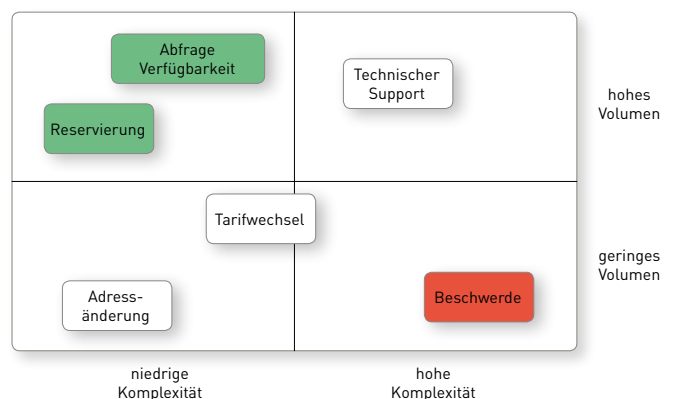 Abfrage
Verfügbarkeit
Technischer
Support
hohes
Volumen
Reservierung
Tarifwechsel
geringes
Volumen
Adress-
änderung
Beschwerde
niedrige
Komplexität
hohe
Komplexität